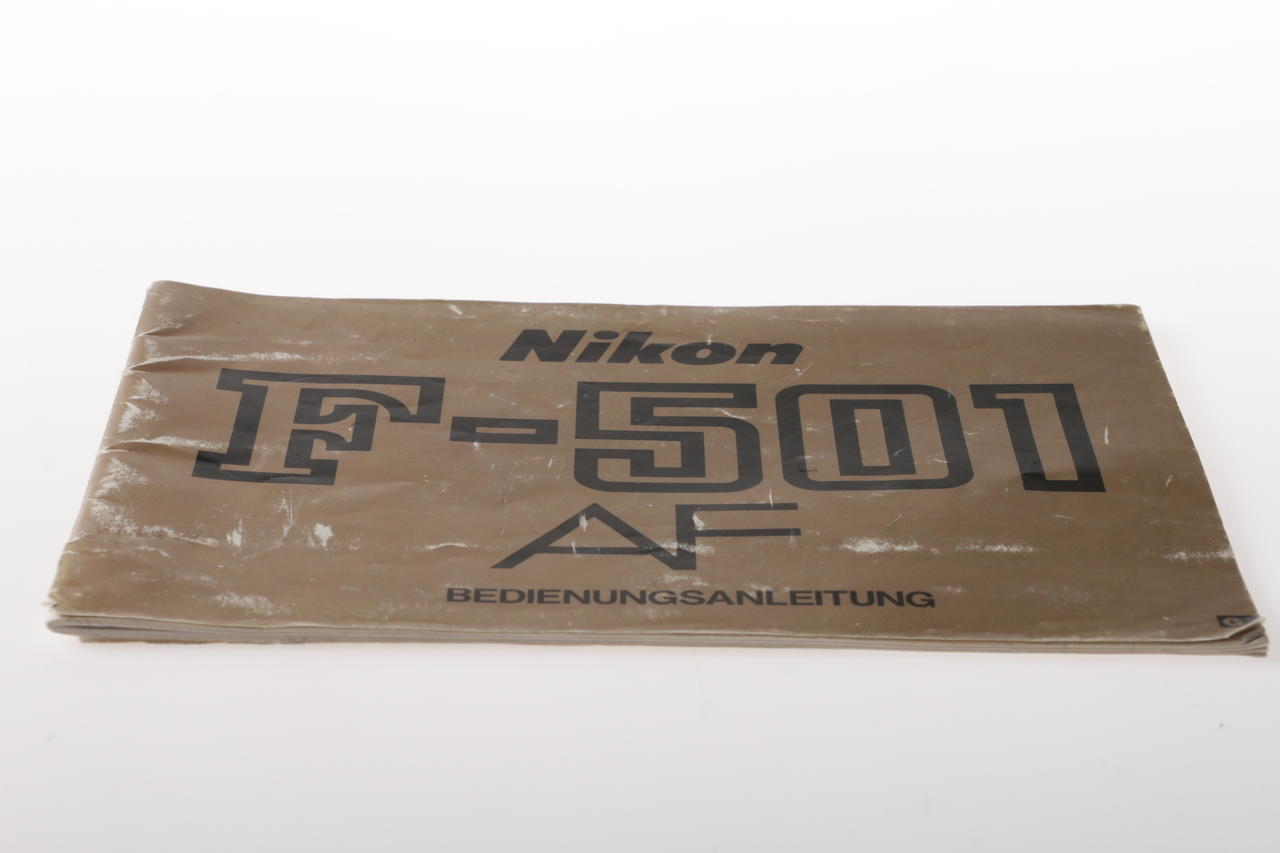 Nikon
F-501
AF
BEDIENUNGSANLEITUNG
G